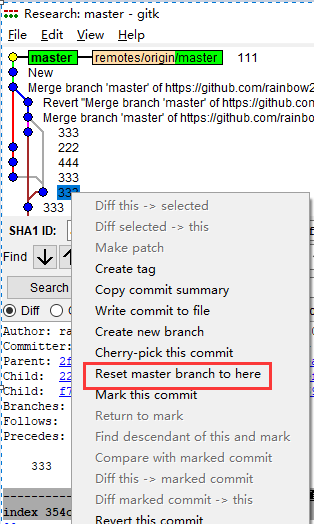 Research: master - gitk
File Edit View Help
master remotes/origin/master 111
New
Merge branch 'master' of https://github.com/rainbow2
Revert "Merge branch 'master' of https://github.co
Merge branch 'master' of https://github.com/rainbo
333
222
444
333
333
333
SHA1 ID:
Find
Search
Diff
Author: ra
Committer:
Parent: 2f
Child: 22
Child: f7
Branches:
Follows:
Precedes:
333
index 354c
Diff this -> selected
Diff selected -> this
Make patch
Create tag
Copy commit summary
Write commit to file
Create new branch
Cherry-pick this commit
Reset master branch to here
Mark this commit
Return to mark
Find descendant of this and mark
Compare with marked commit
Diff this -> marked commit
Diff marked commit -> this
Revert this commit